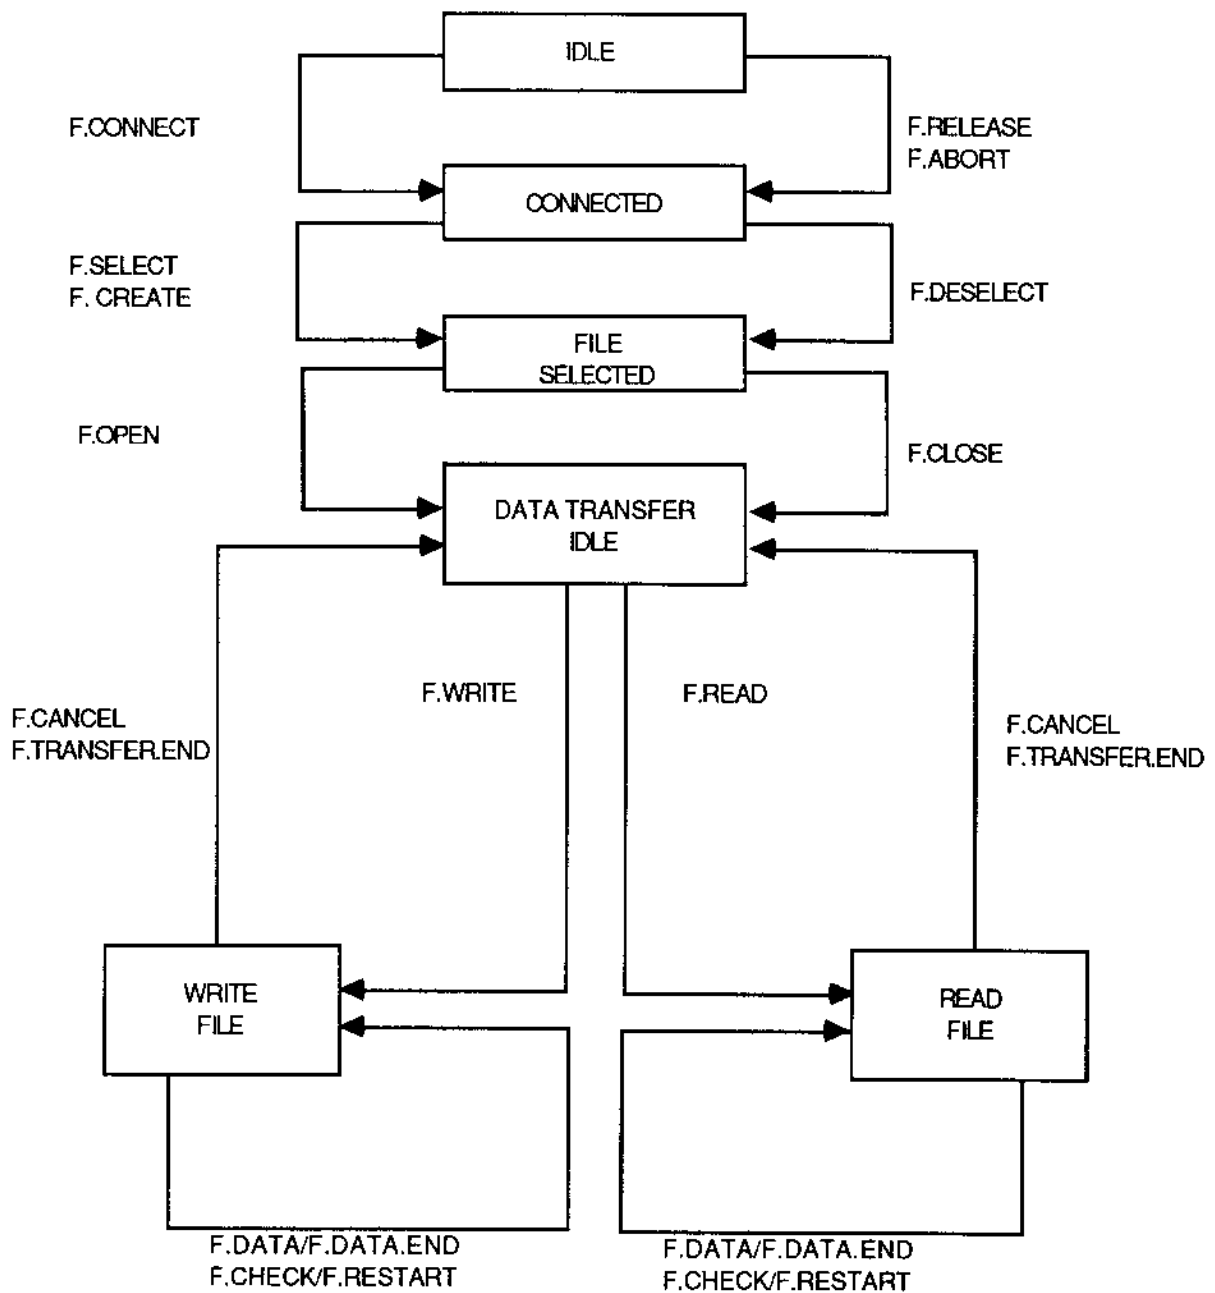 IDLE
F.CONNECT
F.RELEASE
F.ABORT
CONNECTED
F.SELECT
F. CREATE
F.DESELECT
FILE
SELECTED
F.OPEN
F.CLOSE
DATA TRANSFER
IDLE
F.WRITE
F.READ
F.CANCEL
F.TRANSFER.END
F.CANCEL
F.TRANSFER.END
WRITE
FILE
READ
FILE
F.DATA/F.DATA.END
F.CHECK/F.RESTART
F.DATA/F.DATA.END
F.CHECK/F.RESTART